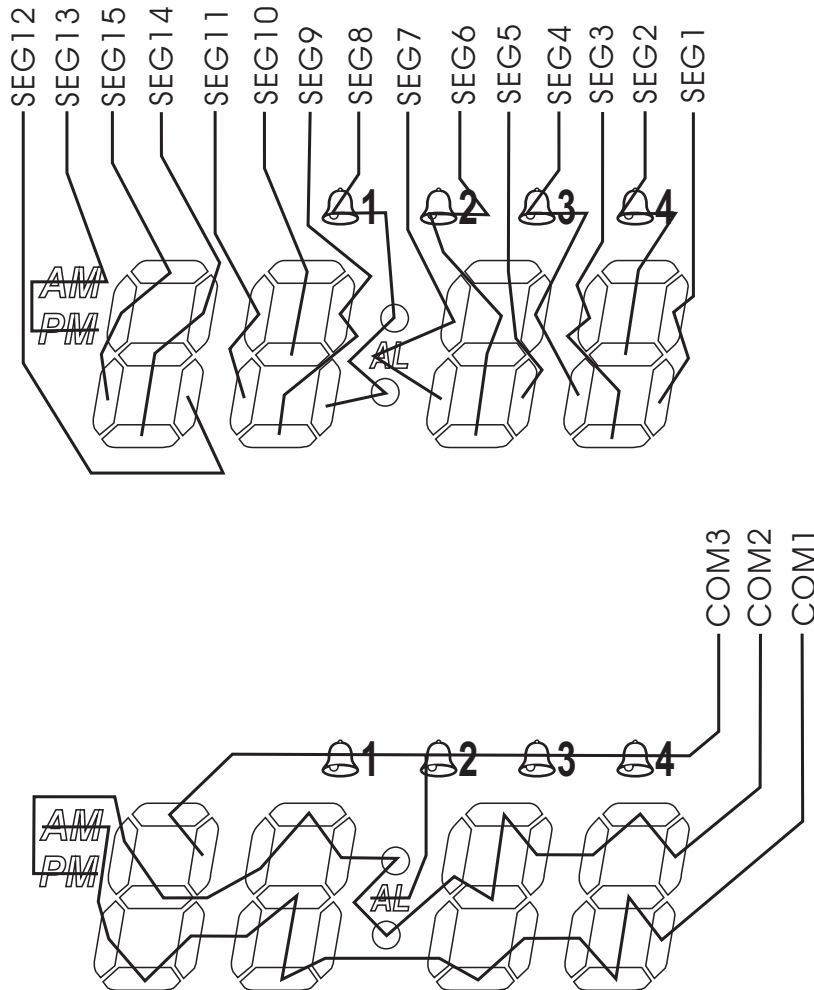 SEG12
SEG13
SEG15
SEG14
SEG11
SEG10
SEG9
SEG8
SEG7
SEG6
SEG5
SEG4
SEG3
SEG2
SEG1
1 2 3 4
AM
PM
AL
COM3
COM2
COM1
1 2 3 4
AM
PM
AL